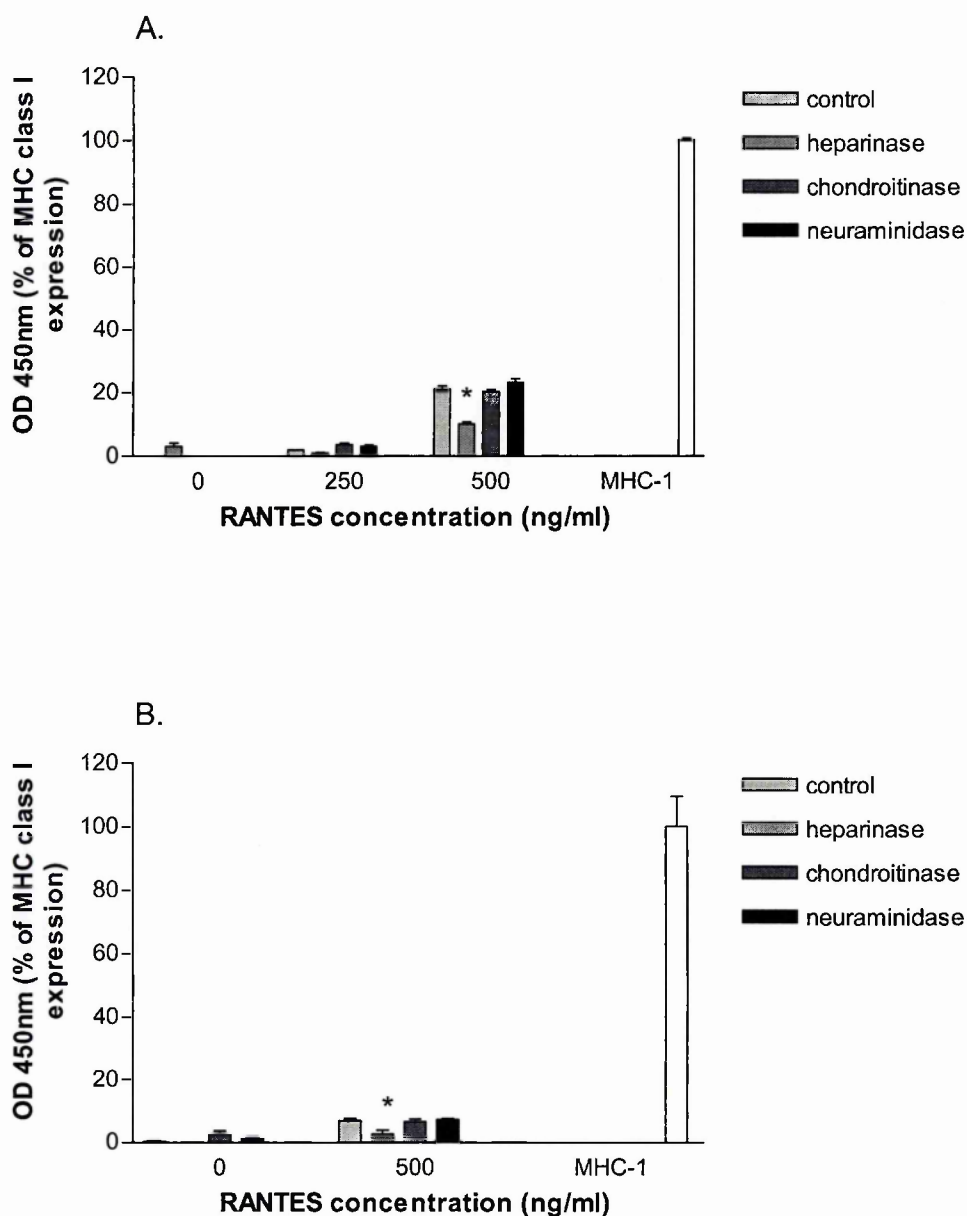 A.
OD 450nm (% of MHC class I
expression)
120
100
80
60
40
20
0
*
0 250 500 MHC-1
RANTES concentration (ng/ml)
control
heparinase
chondroitinase
neuraminidase
B.
OD 450nm (% of MHC class I
expression)
120
100
80
60
40
20
0
*
0 500 MHC-1
RANTES concentration (ng/ml)
control
heparinase
chondroitinase
neuraminidase